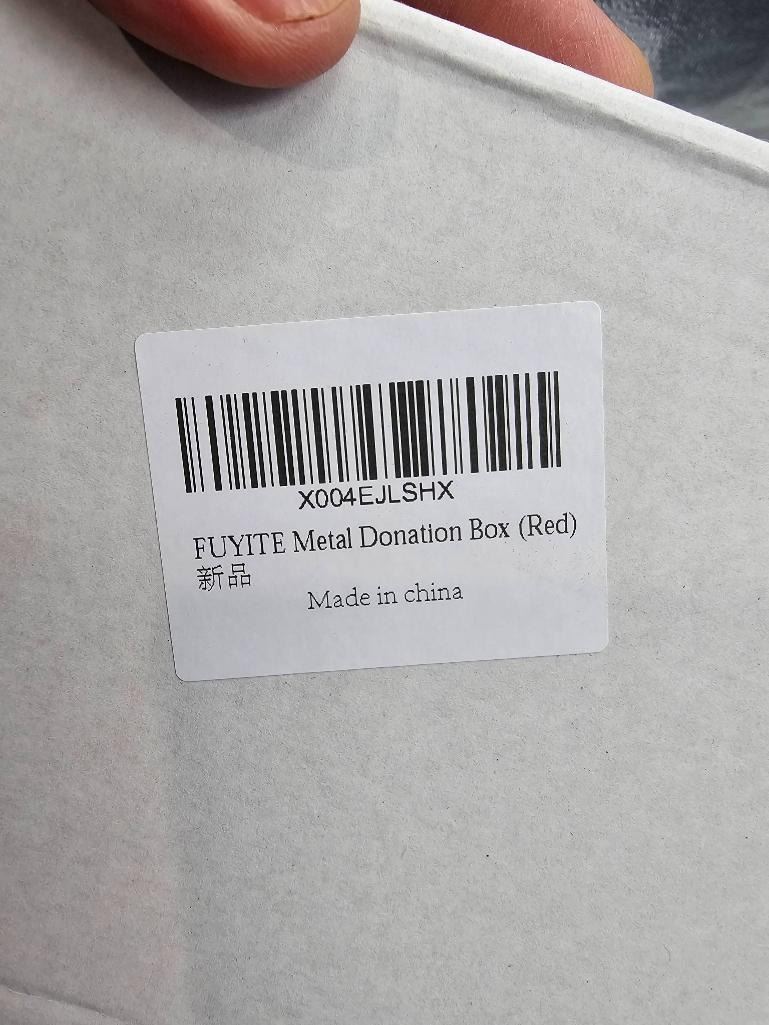 X004EJLSHX
FUYITE Metal Donation Box (Red)
新品
Made in china